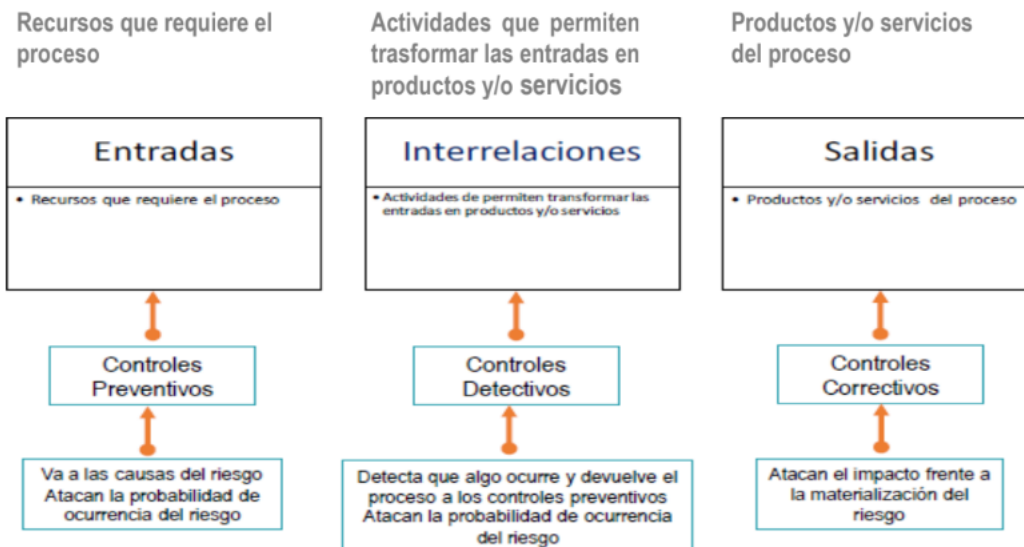 Recursos que requiere el
proceso
Actividades que permiten
trasformar las entradas en
productos y/o servicios
Productos y/o servicios
del proceso
Entradas
• Recursos que requiere el proceso
Interrelaciones
• Actividades de permiten transformar las
entradas en productos y/o servicios
Salidas
• Productos y/o servicios del proceso
Controles
Preventivos
Controles
Detectivos
Controles
Correctivos
Va a las causas del riesgo
Atacan la probabilidad de
ocurrencia del riesgo
Detecta que algo ocurre y devuelve el
proceso a los controles preventivos
Atacan la probabilidad de ocurrencia
del riesgo
Atacan el impacto frente a
la materialización del
riesgo